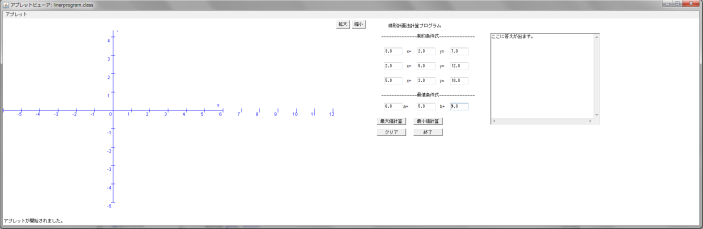 アプレットビューア: linerprogram.class
アプレット
拡大 縮小 線形計画法計算プログラム
制約条件式
x+ 2.0 y= 7.0
2.0 x+ y= 12.0
5.0 x+ 2.0 y= 10.0
最適条件式
6.0 x+ 5.0 9.0
最大値計算 最小値計算
クリア 終了
ここに答えが出ます。
4
3
2
1
-5 -4 -3 -2 -1 0 1 2 3 4 5 6 7 8 9 10 11 12
-1
-2
-3
-4
-5
アプレットが開始されました。